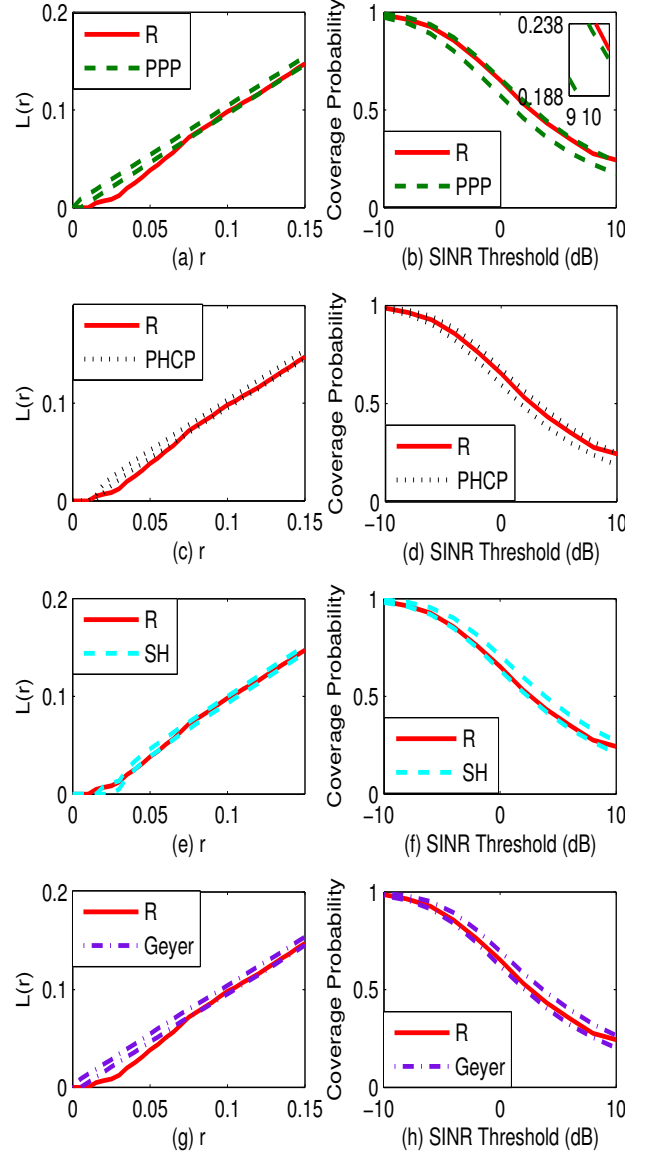 0.2
0.1
0
L(r)
R
PPP
0 0.05 0.1 0.15
(a) r
1
0.5
0
Coverage Probability
0.238
0.188
9 10
R
PPP
−10 0 10
(b) SINR Threshold (dB)
0.2
0.1
0
L(r)
R
PHCP
0 0.05 0.1 0.15
(c) r
1
0.5
0
Coverage Probability
R
PHCP
−10 0 10
(d) SINR Threshold (dB)
0.2
0.1
0
L(r)
R
SH
0 0.05 0.1 0.15
(e) r
1
0.5
0
Coverage Probability
R
SH
−10 0 10
(f) SINR Threshold (dB)
0.2
0.1
0
L(r)
R
Geyer
0 0.05 0.1 0.15
(g) r
1
0.5
0
Coverage Probability
R
Geyer
−10 0 10
(h) SINR Threshold (dB)